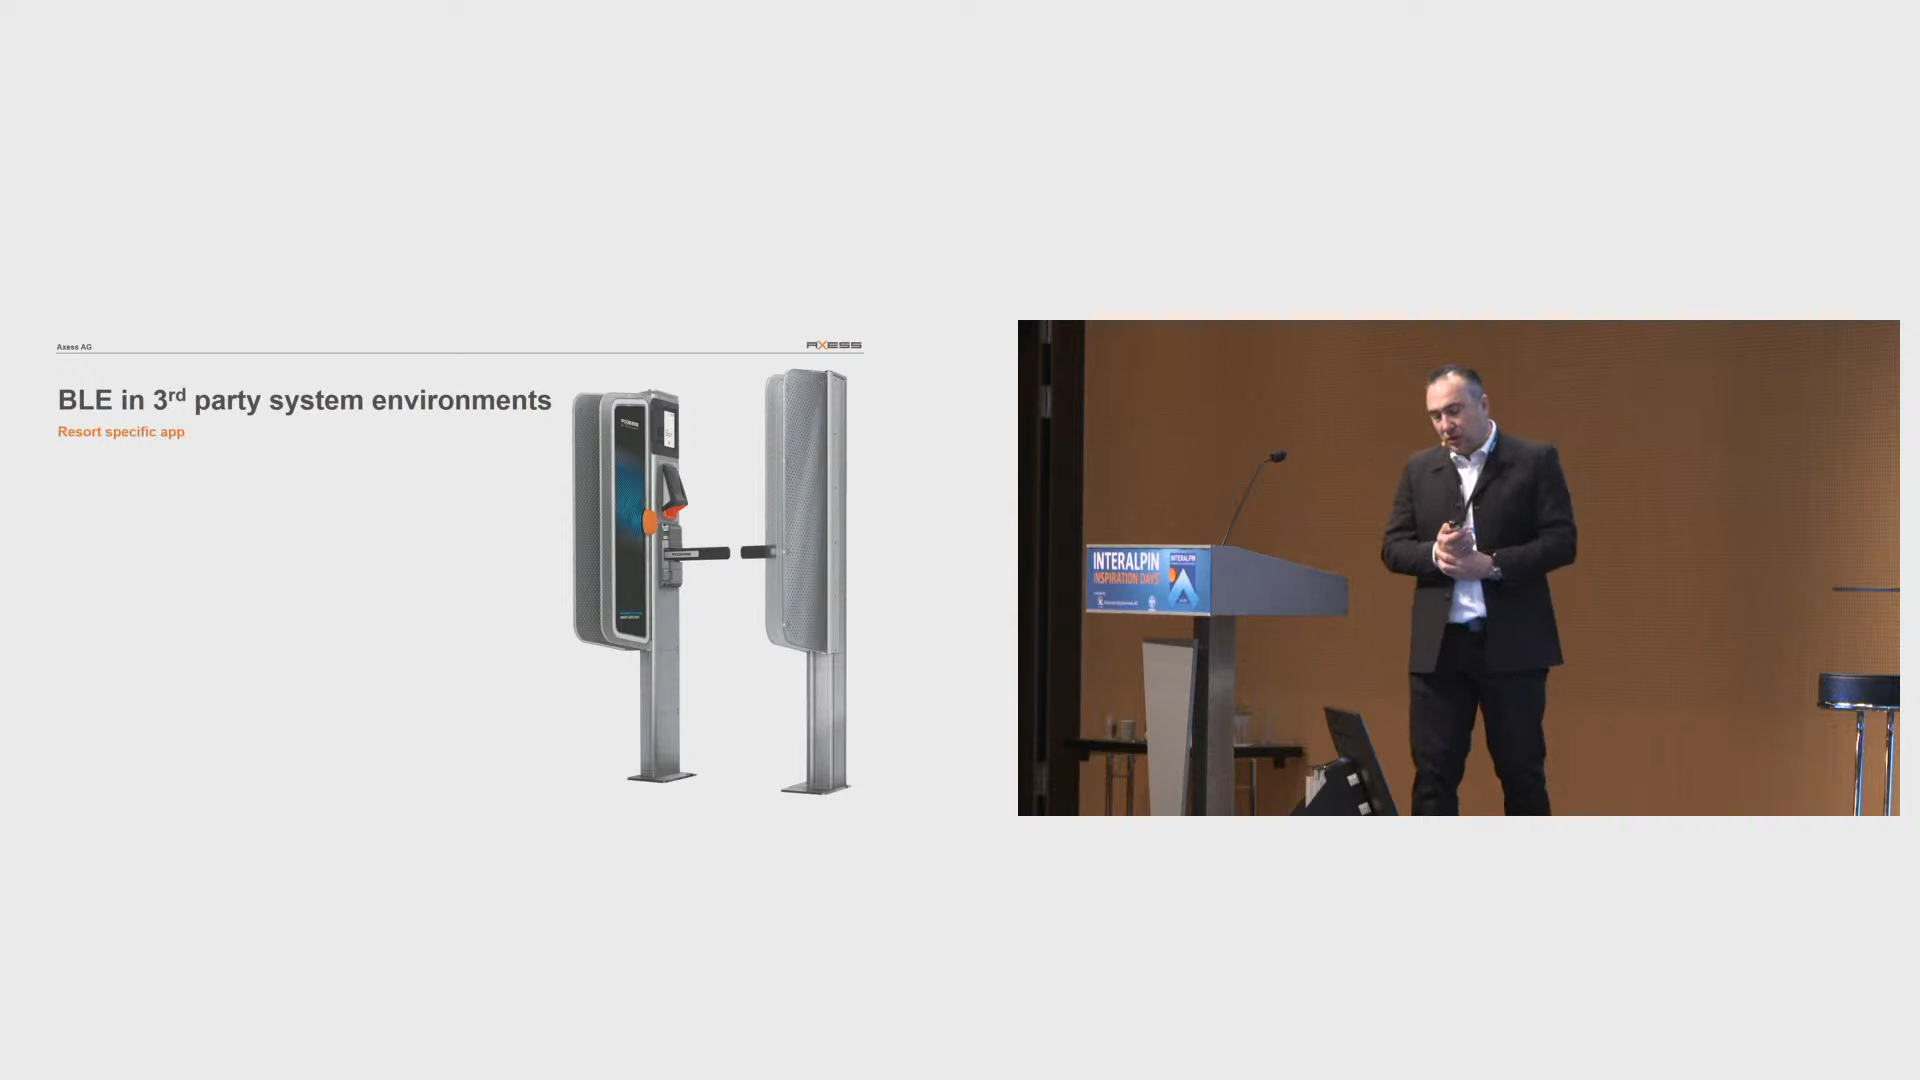 Axess AG
AXESS
BLE in 3rd party system environments
Resort specific app
INTERALPIN
INSPIRATION DAYS
INTERALPIN